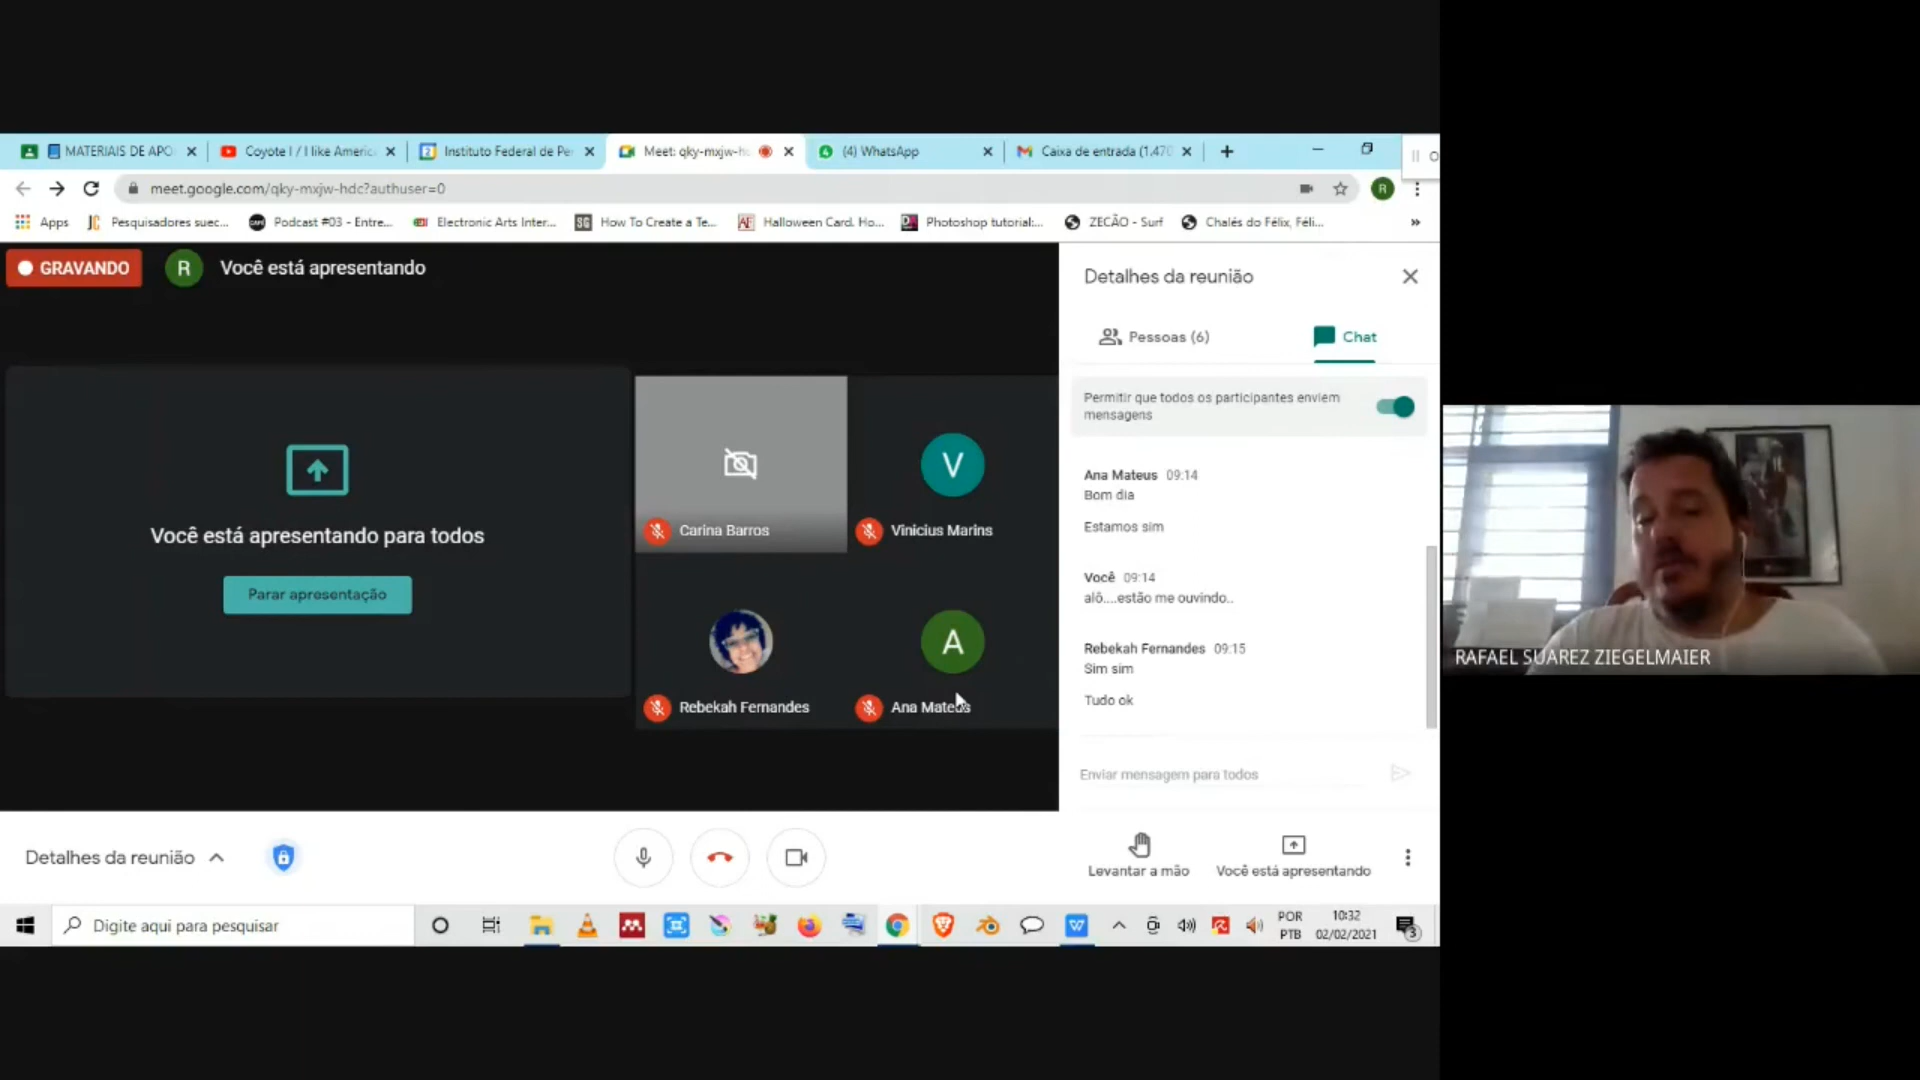 MATERIAIS DE APO
Coyote I / I like Americ
Instituto Federal de Pe
Meet: qky-mxjw-h
(4) WhatsApp
Caixa de entrada (1.470
meet.google.com/qky-mxjw-hdc?authuser=0
R
Apps
Pesquisadores suec...
Podcast #03 - Entre...
Electronic Arts Inter...
How To Create a Te...
Halloween Card. Ho...
Photoshop tutorial:...
ZECÃO - Surf
Chalés do Félix, Féli...
GRAVANDO
R
Você está apresentando
Você está apresentando para todos
Parar apresentação
Carina Barros
V
Vinicius Marins
Rebekah Fernandes
A
Ana Mateus
Detalhes da reunião
Pessoas (6)
Chat
Permitir que todos os participantes enviem
mensagens
Ana Mateus 09:14
Bom dia
Estamos sim
Você 09:14
alô....estão me ouvindo..
Rebekah Fernandes 09:15
Sim sim
Tudo ok
Enviar mensagem para todos
RAFAEL SUAREZ ZIEGELMAIER
Detalhes da reunião
Levantar a mão
Você está apresentando
Digite aqui para pesquisar
POR
PTB
10:32
02/02/2021
3